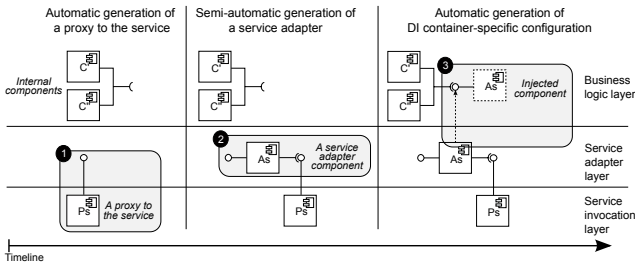 Automatic generation of
a proxy to the service
Semi-automatic generation of
a service adapter
Automatic generation of
DI container-specific configuration
Internal
components
C
C
C
C
C
C
3
As
Injected
component
Business
logic layer
1
2
As
A service
adapter
component
As
Service
adapter
layer
Ps
A proxy to
the service
Ps
Ps
Service
invocation
layer
Timeline